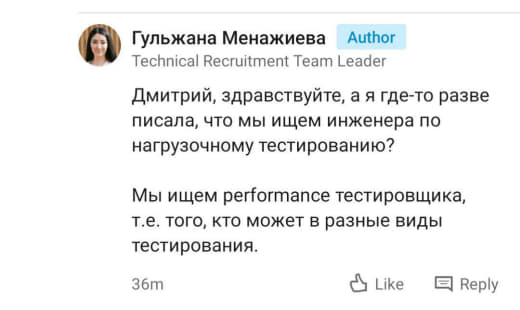 Гульжана Менажиева Author
Technical Recruitment Team Leader
Дмитрий, здравствуйте, а я где-то разве
писала, что мы ищем инженера по
нагрузочному тестированию?
Мы ищем performance тестировщика,
т.е. того, кто может в разные виды
тестирования.
36m Like Reply